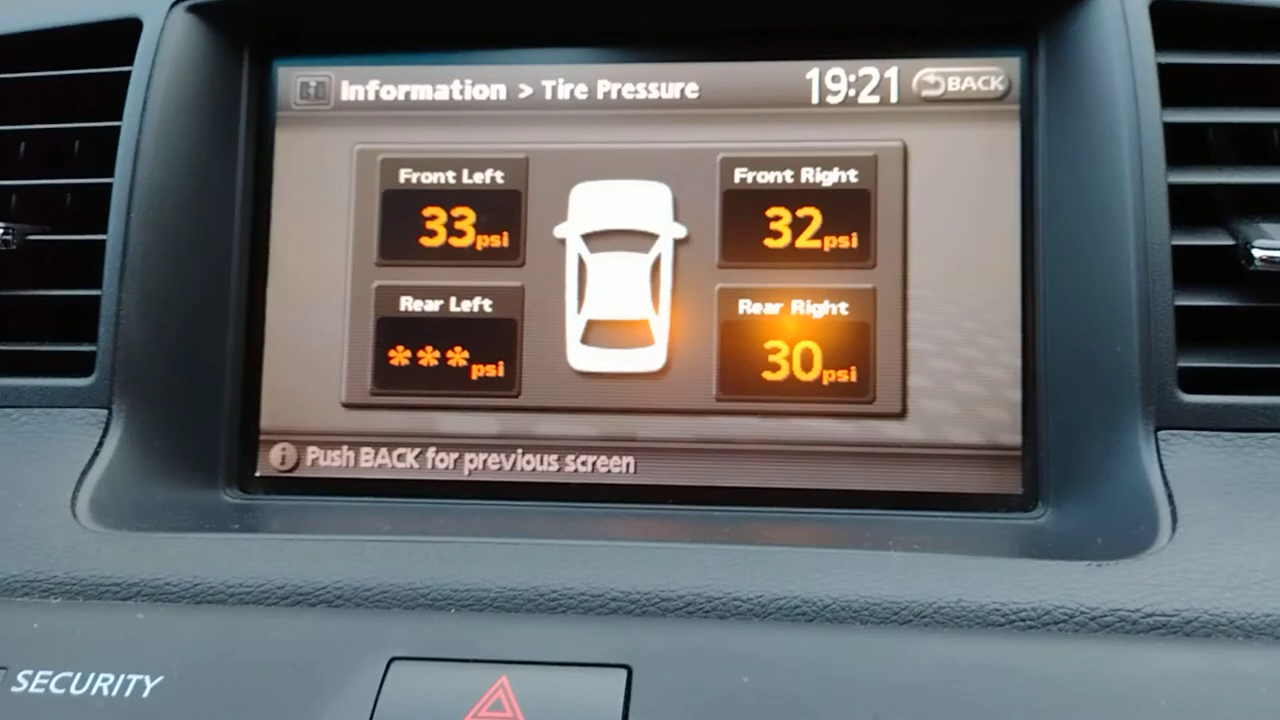 Information > Tire Pressure 19:21 BACK
Front Left
33psi
Front Right
32psi
Rear Left
***psi
Rear Right
30psi
i Push BACK for previous screen
SECURITY